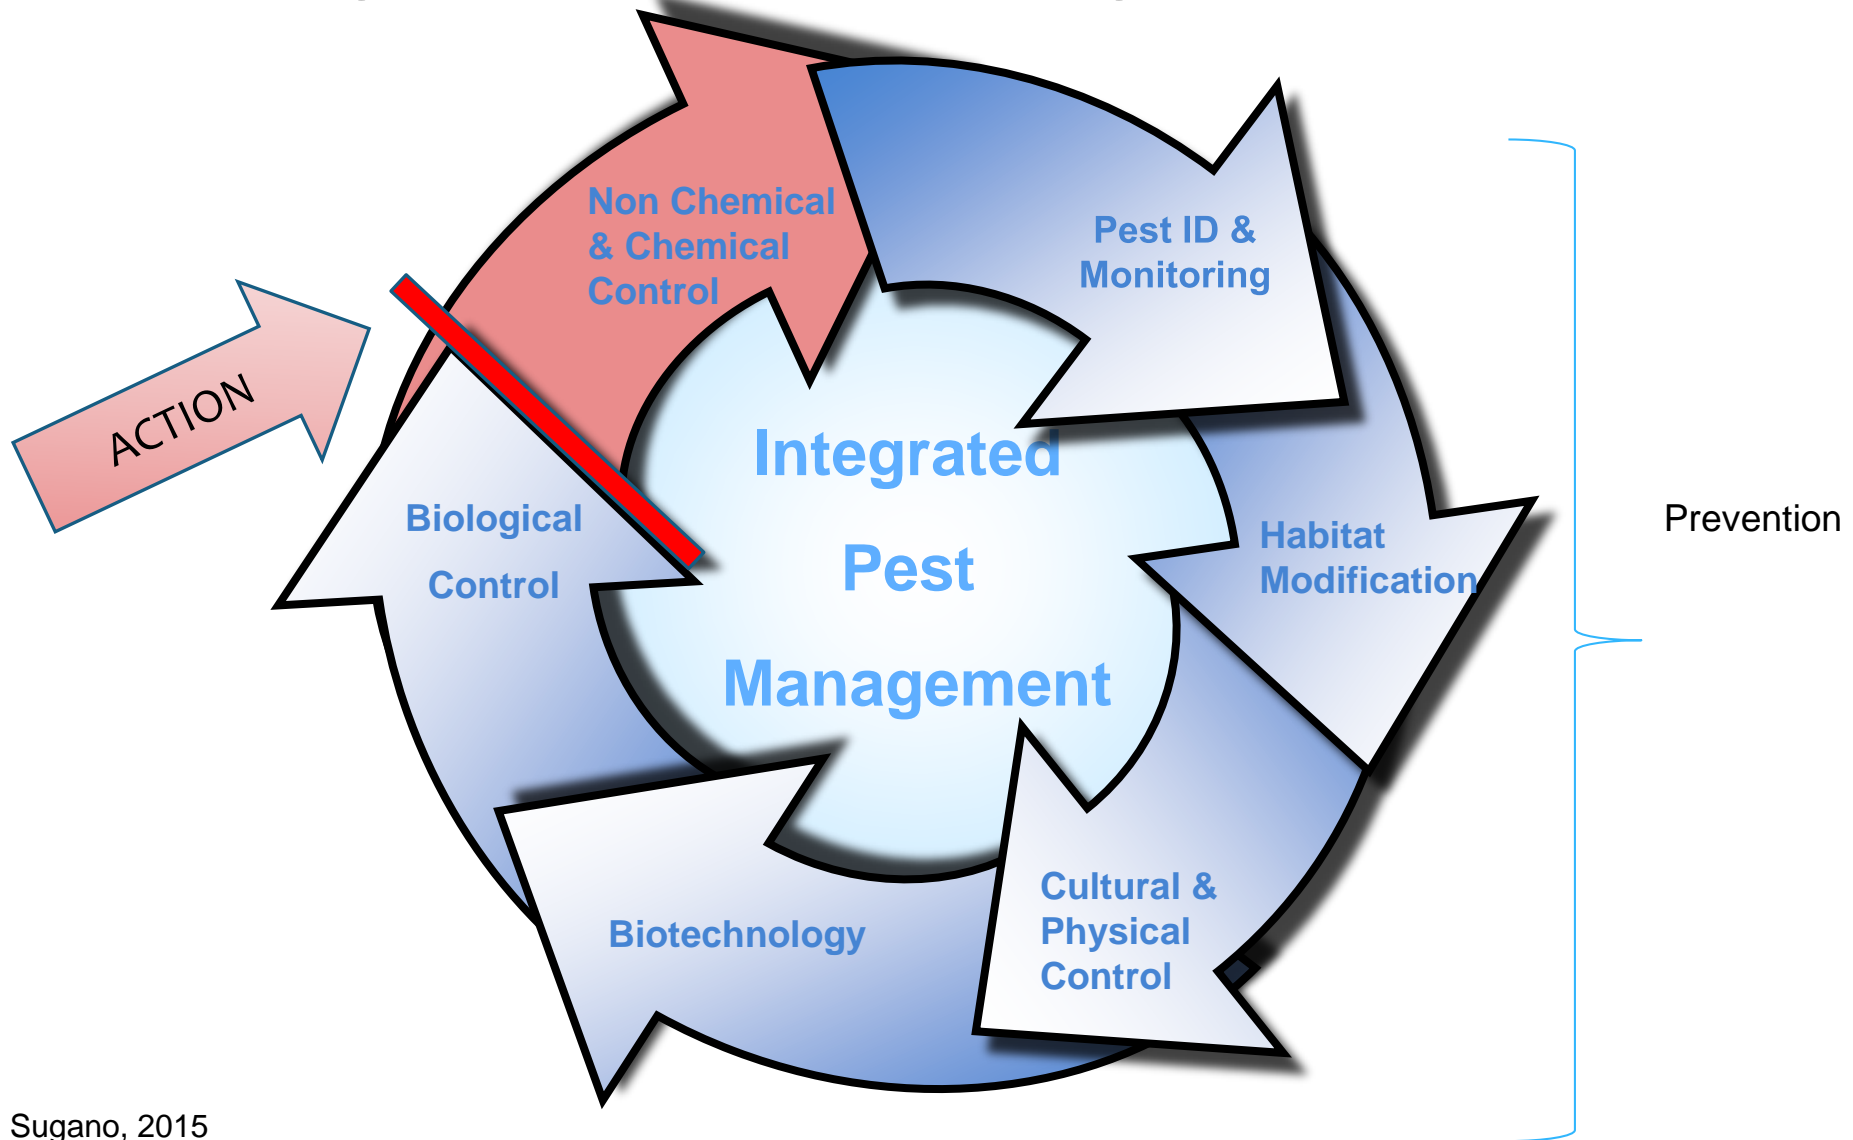 Non Chemical
& Chemical
Control
Pest ID &
Monitoring
ACTION
Integrated
Pest
Management
Biological
Control
Habitat
Modification
Prevention
Cultural &
Physical
Control
Biotechnology
Sugano, 2015